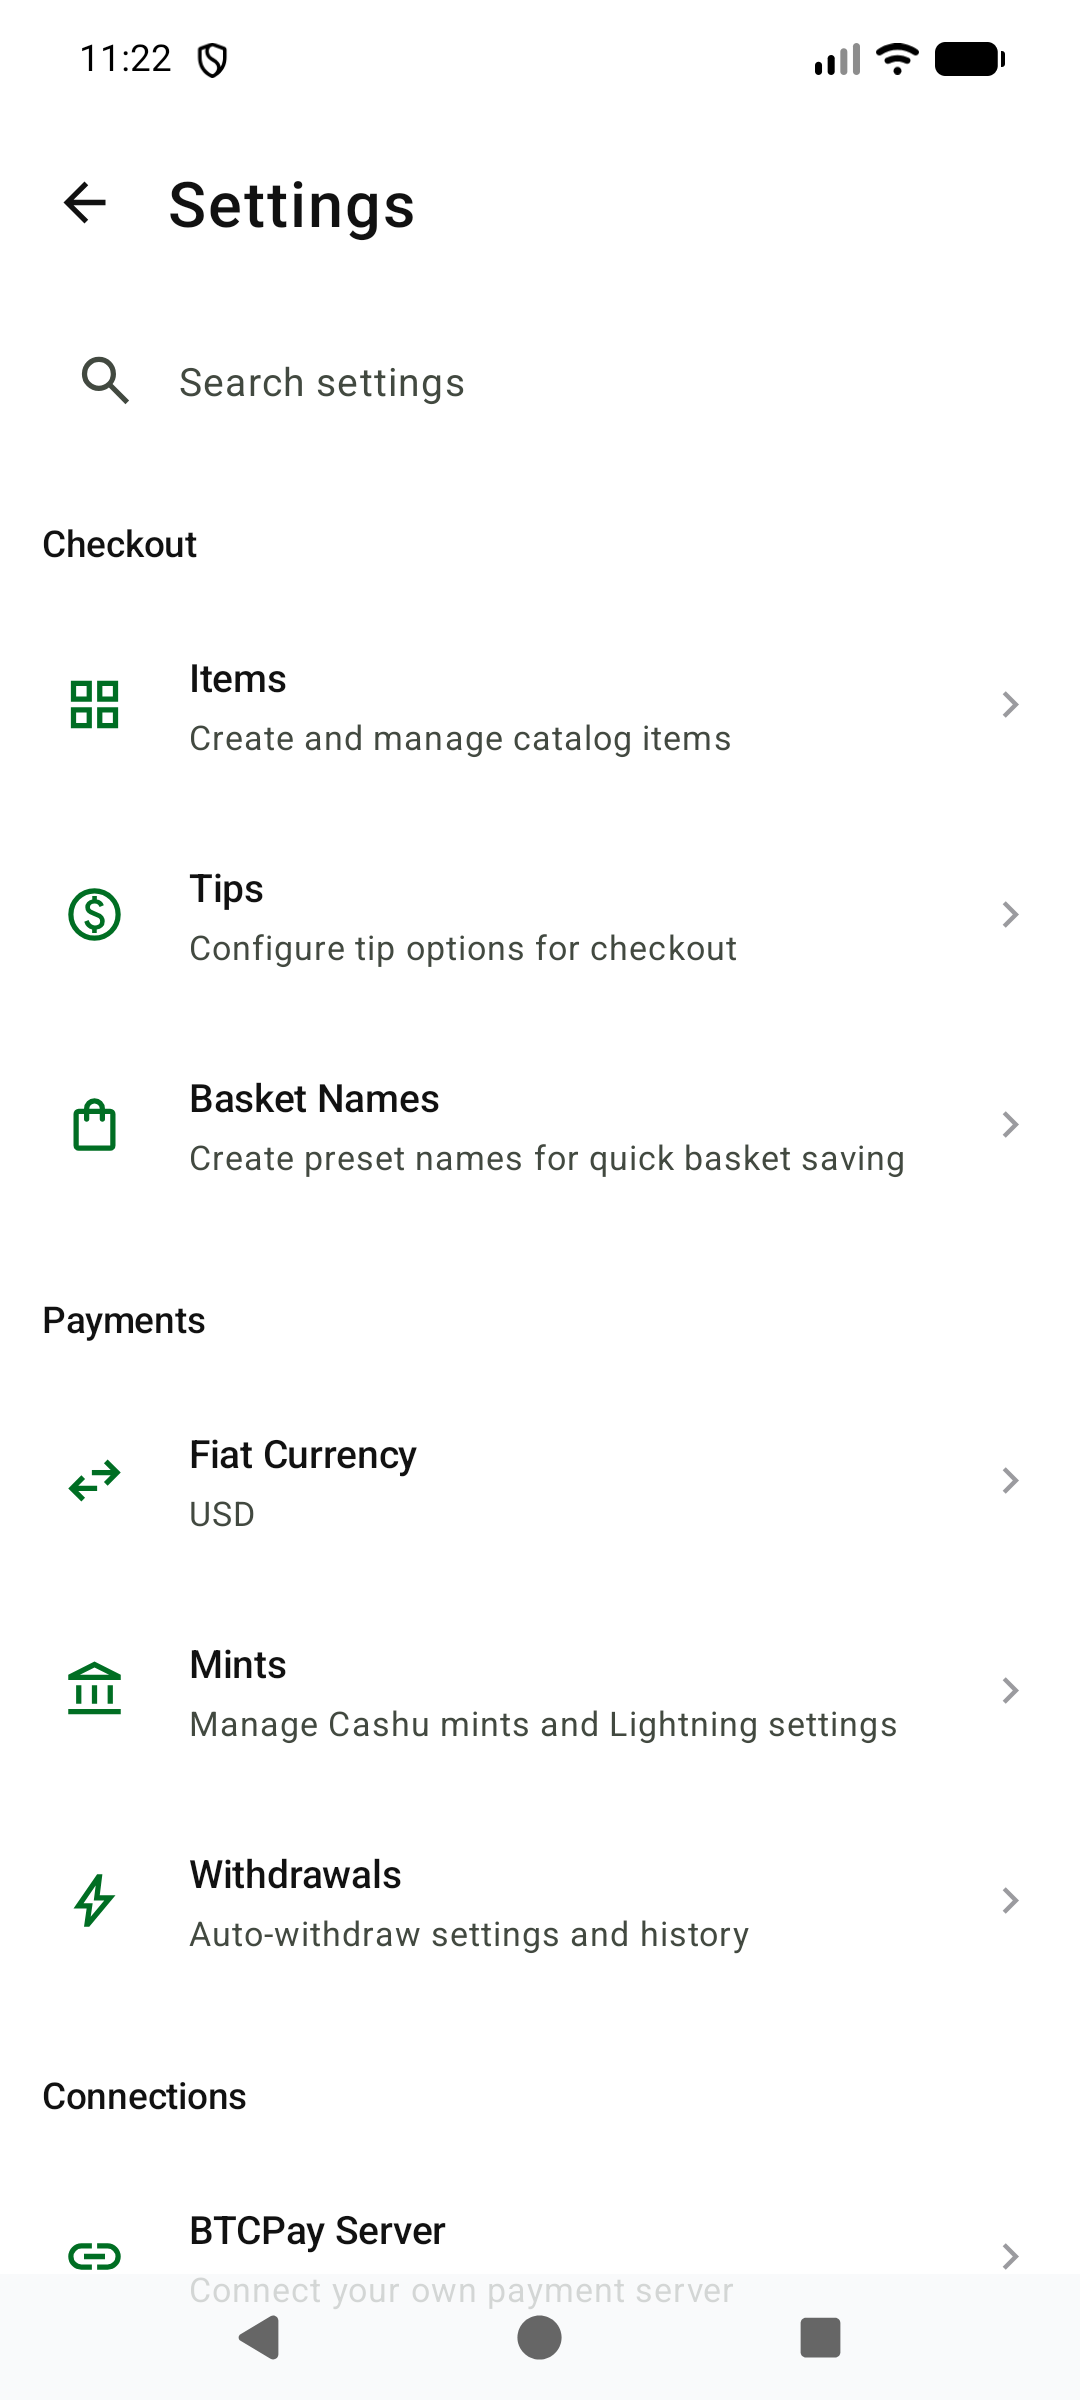 11:22
Settings
Search settings
Checkout
Items
Create and manage catalog items
Tips
Configure tip options for checkout
Basket Names
Create preset names for quick basket saving
Payments
Fiat Currency
USD
Mints
Manage Cashu mints and Lightning settings
Withdrawals
Auto-withdraw settings and history
Connections
BTCPay Server
Connect your own payment server